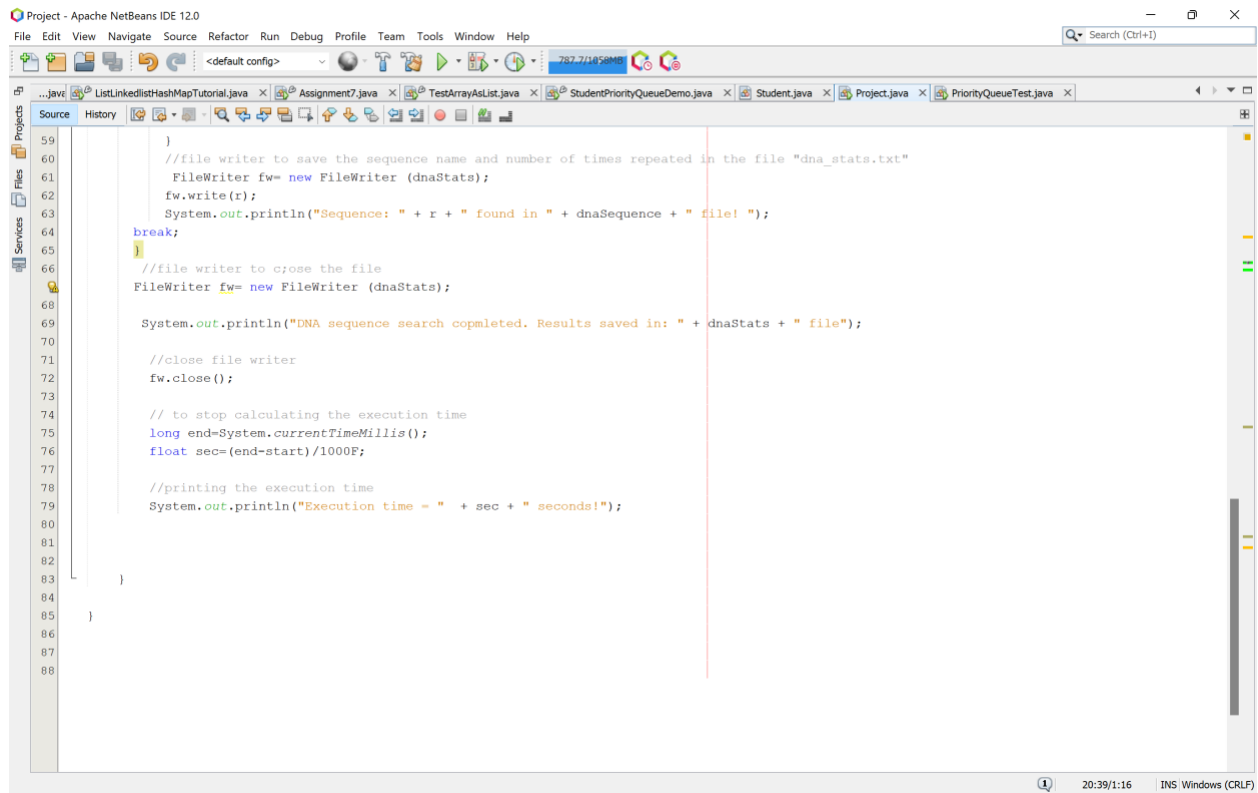 Project - Apache NetBeans IDE 12.0
File Edit View Navigate Source Refactor Run Debug Profile Team Tools Window Help
Search (Ctrl+I)
<default config>
787.7/1056MB
...java ListLinkedlistHashMapTutorial.java Assignment7.java TestArrayAsList.java StudentPriorityQueueDemo.java Student.java Project.java PriorityQueueTest.java
Source History
Projects
Files
Services
59 }
60 //file writer to save the sequence name and number of times repeated in the file "dna_stats.txt"
61 FileWriter fw= new FileWriter (dnaStats);
62 fw.write(r);
63 System.out.println("Sequence: " + r + " found in " + dnaSequence + " file! ");
64 break;
65 }
66 //file writer to c;ose the file
FileWriter fw= new FileWriter (dnaStats);
68
69 System.out.println("DNA sequence search copmleted. Results saved in: " + dnaStats + " file");
70
71 //close file writer
72 fw.close();
73
74 // to stop calculating the execution time
75 long end=System.currentTimeMillis();
76 float sec=(end-start)/1000F;
77
78 //printing the execution time
79 System.out.println("Execution time = " + sec + " seconds!");
80
81
82
83 }
84
85 }
86
87
88
1 20:39/1:16 INS Windows (CRLF)